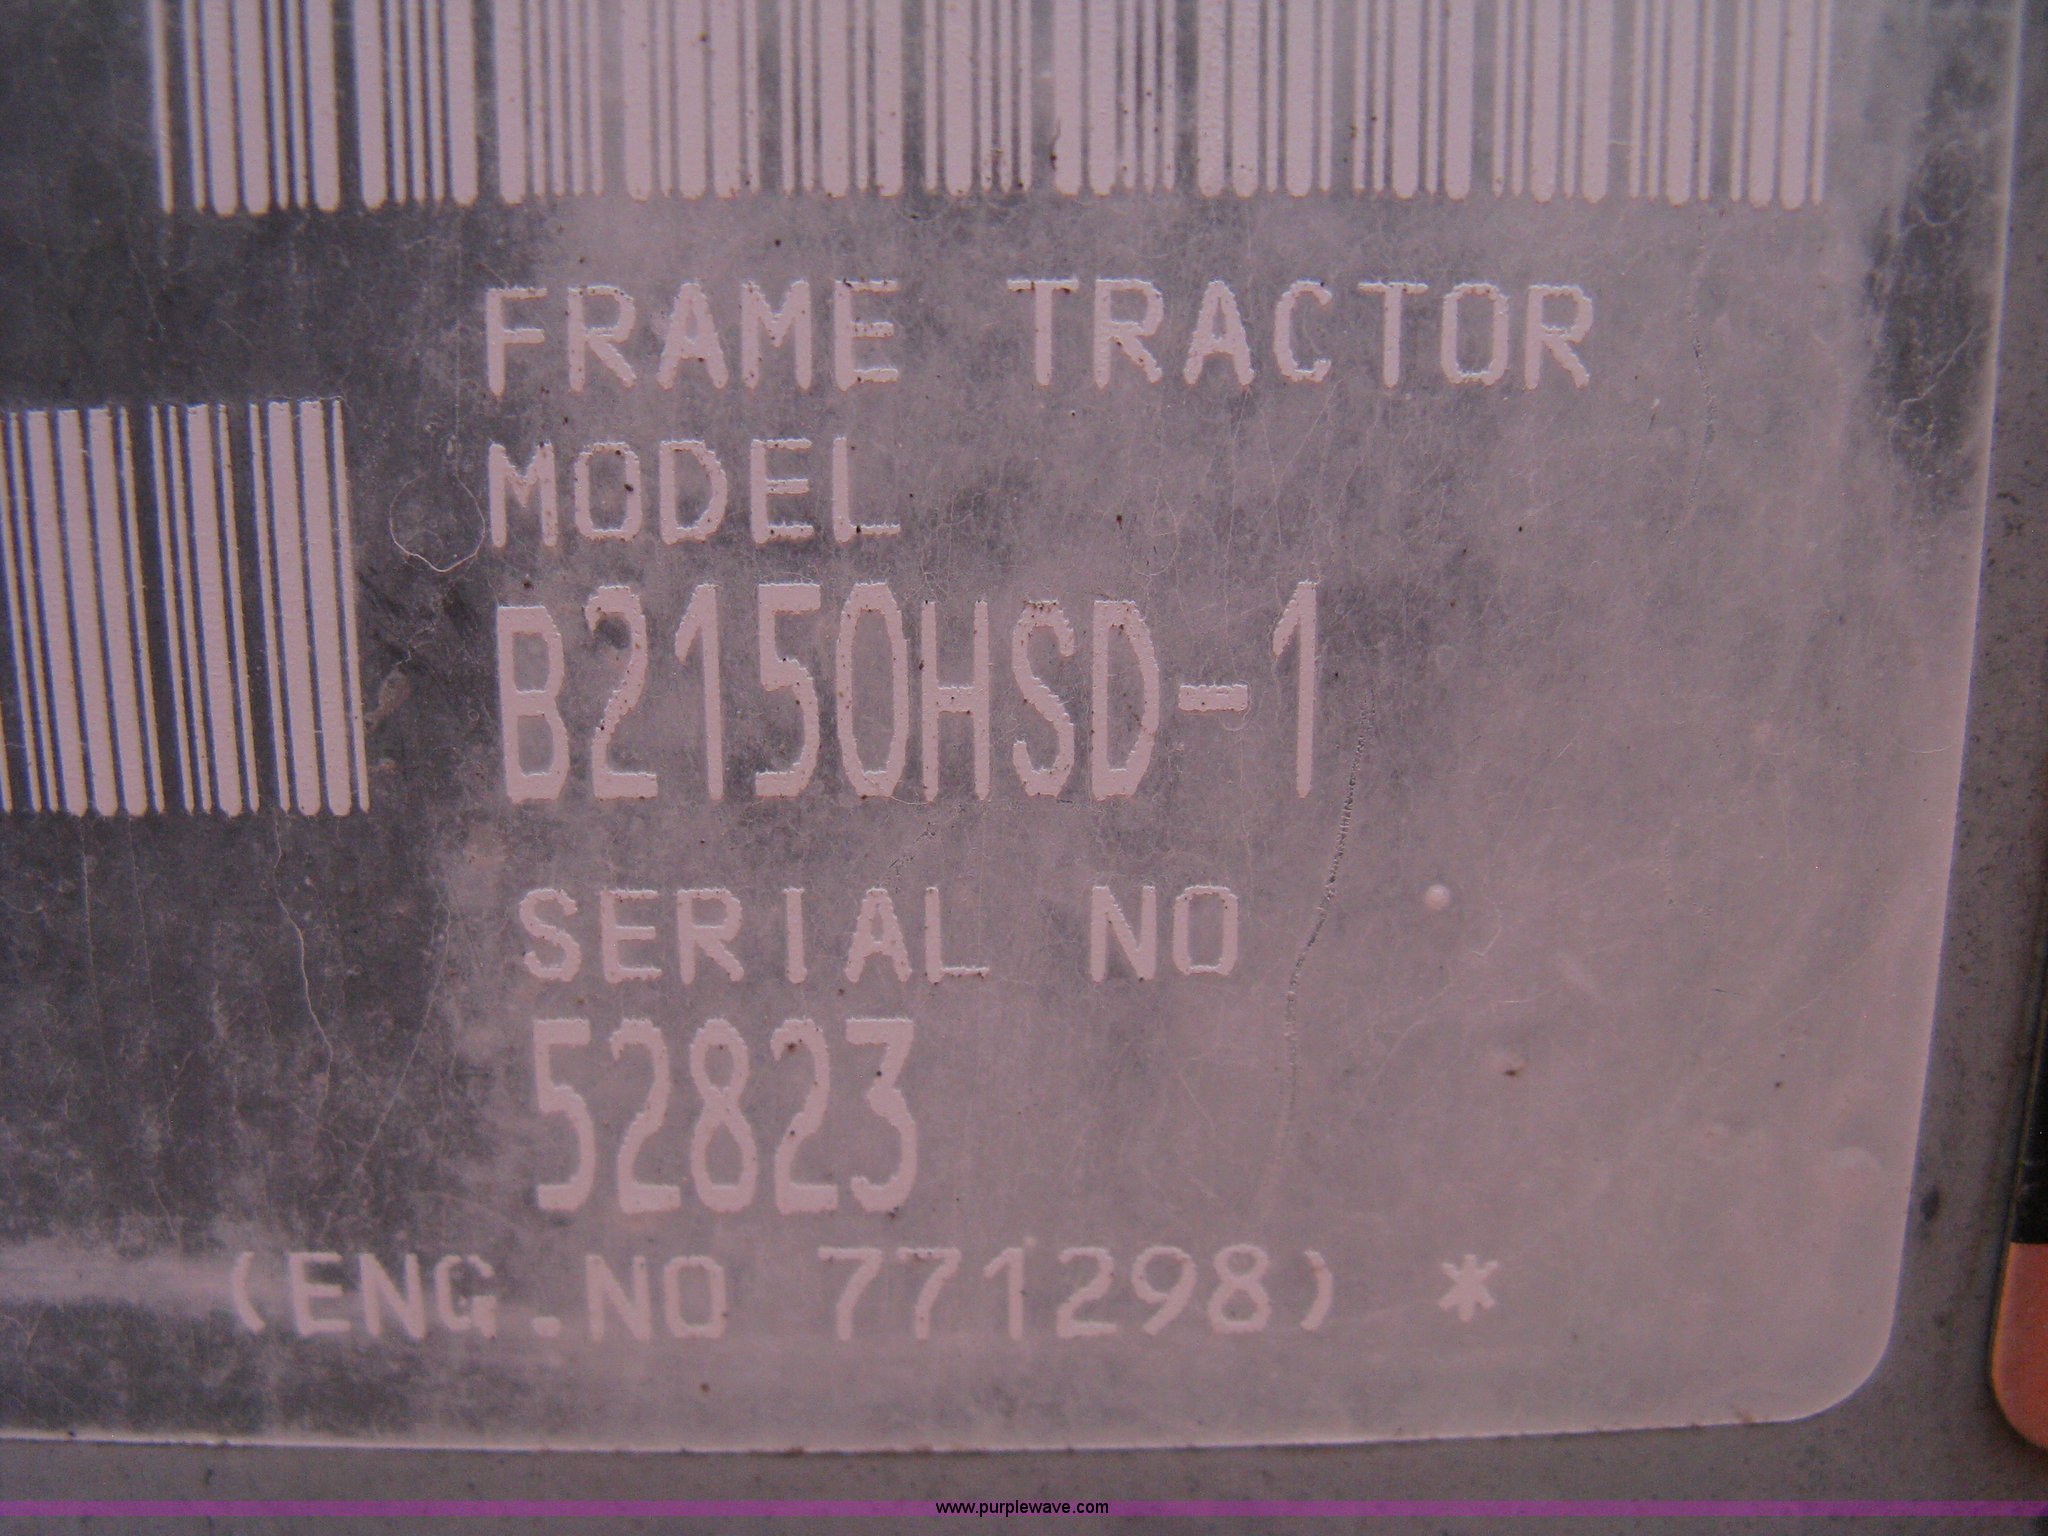 FRAME TRACTOR
MODEL
B2150HSD-1
SERIAL NO
52823
(ENG.NO 771298) *
www.purplewave.com